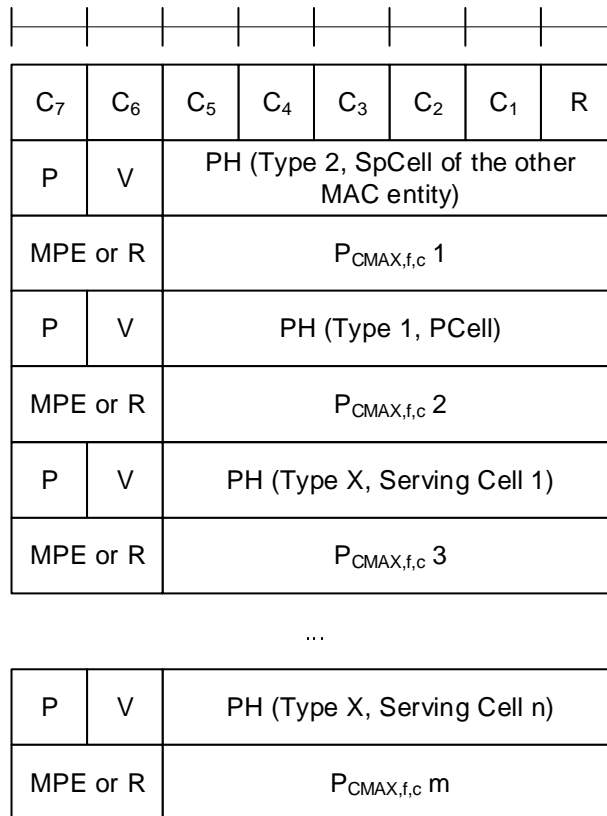 C7 C6 C5 C4 C3 C2 C1 R
P V PH (Type 2, SpCell of the other
MAC entity)
MPE or R PCMAX,f,c 1
P V PH (Type 1, PCell)
MPE or R PCMAX,f,c 2
P V PH (Type X, Serving Cell 1)
MPE or R PCMAX,f,c 3
...
P V PH (Type X, Serving Cell n)
MPE or R PCMAX,f,c m